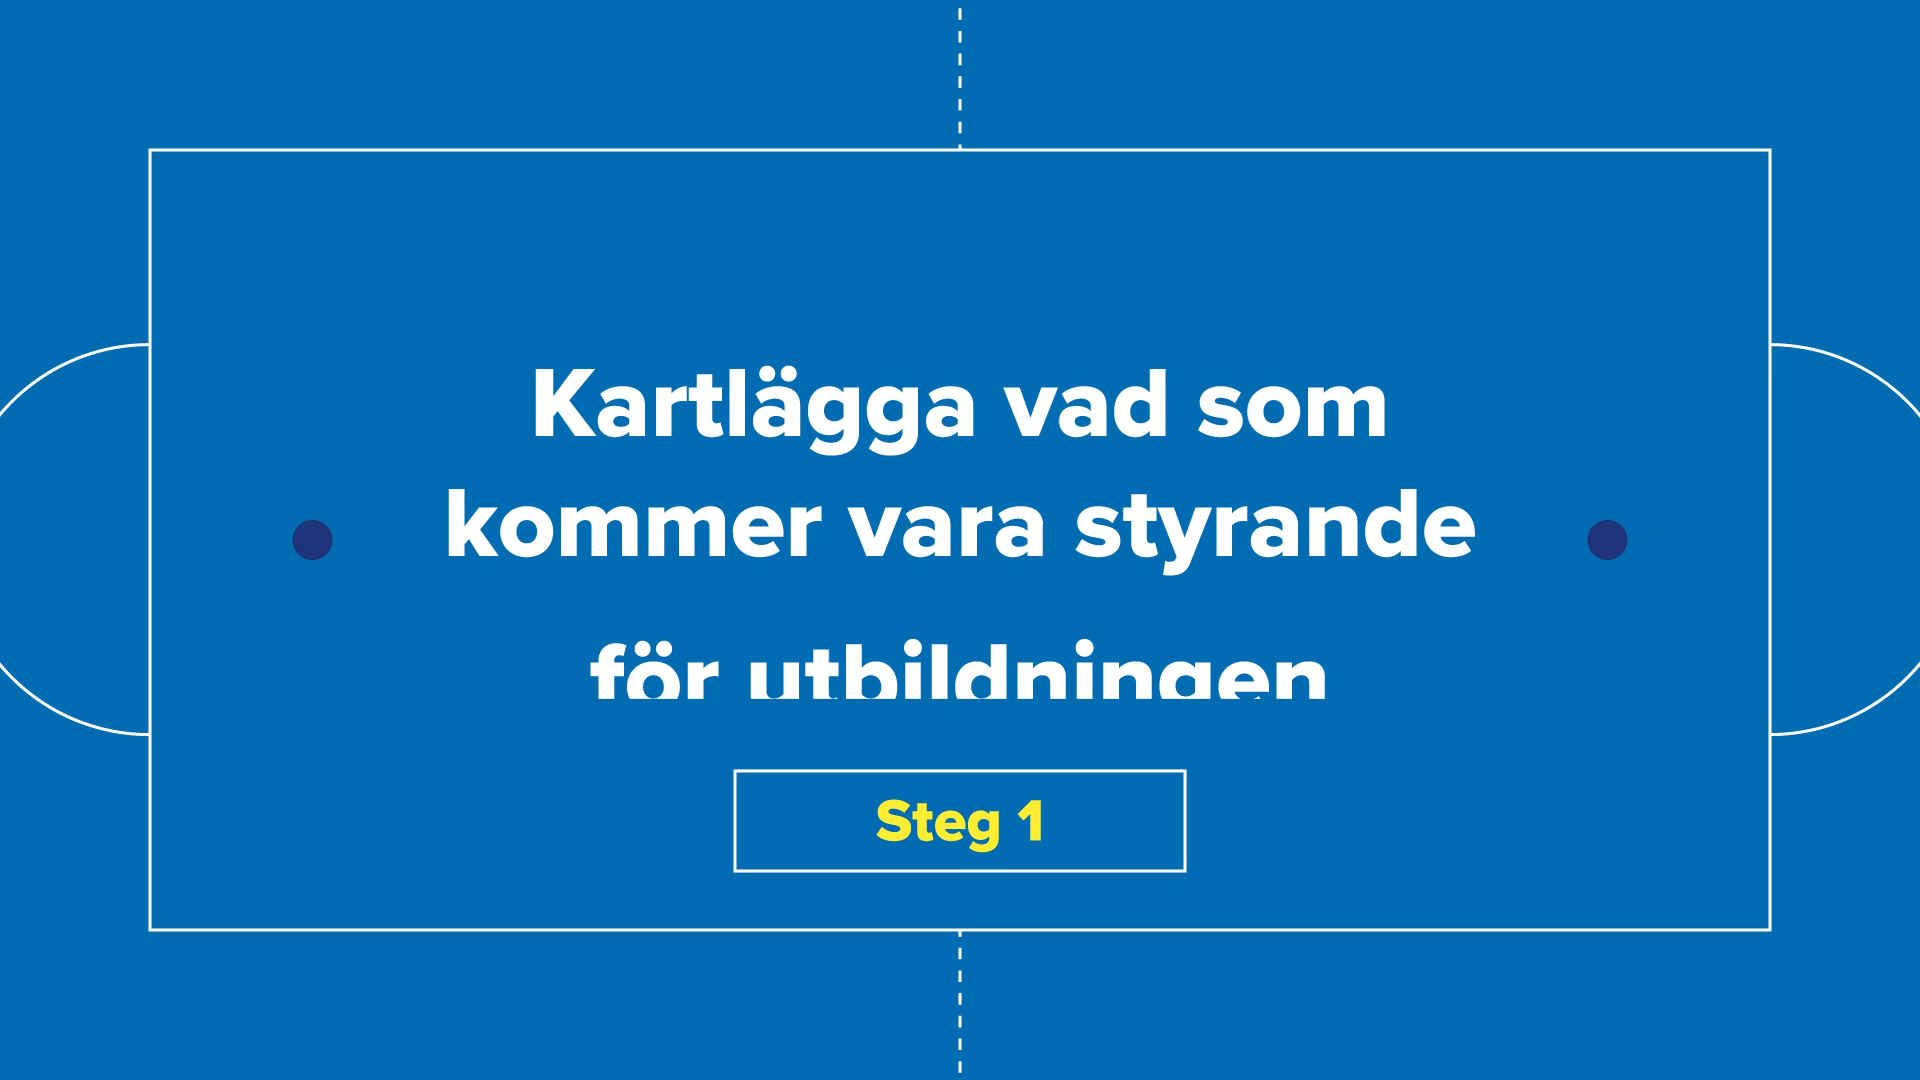 Kartlägga vad som
kommer vara styrande
för utbildningen
Steg 1